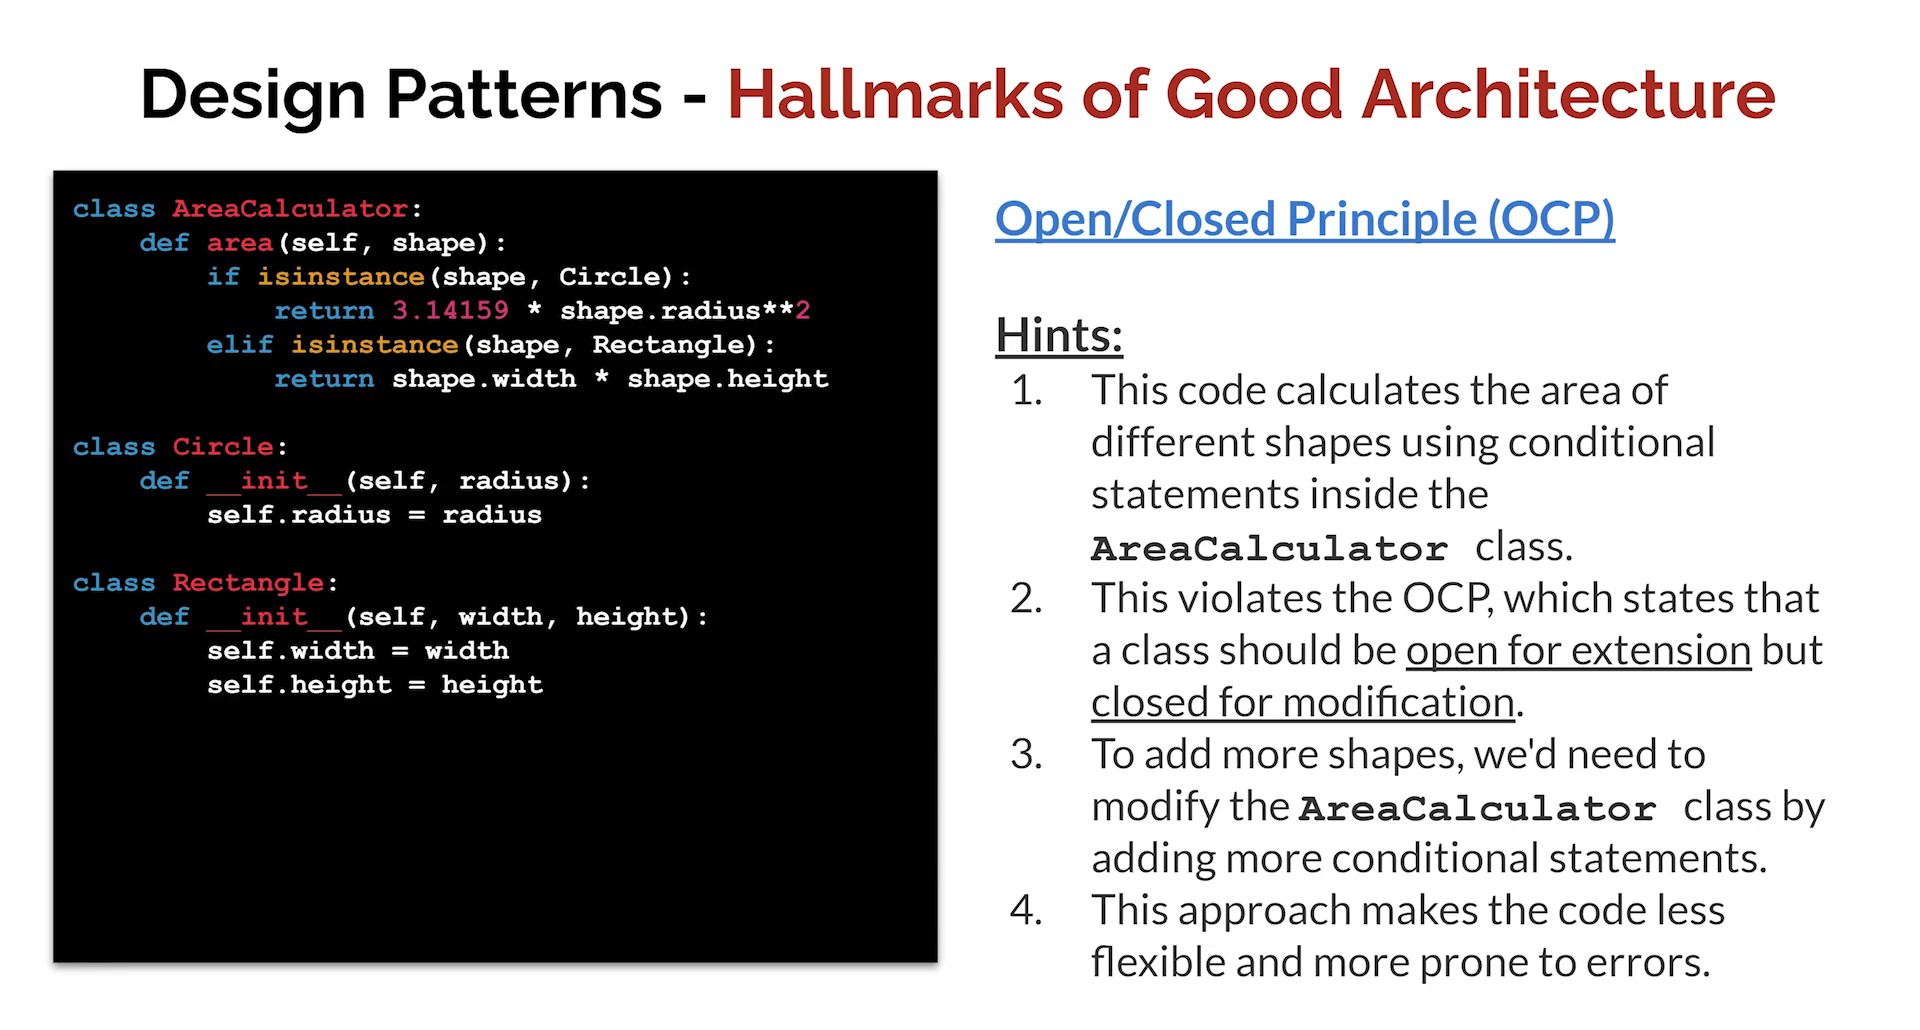 Design Patterns - Hallmarks of Good Architecture
class AreaCalculator:
    def area(self, shape):
        if isinstance(shape, Circle):
            return 3.14159 * shape.radius**2
        elif isinstance(shape, Rectangle):
            return shape.width * shape.height
class Circle:
    def __init__(self, radius):
        self.radius = radius
class Rectangle:
    def __init__(self, width, height):
        self.width = width
        self.height = height
Open/Closed Principle (OCP)
Hints:
1. This code calculates the area of
different shapes using conditional
statements inside the
AreaCalculator class.
2. This violates the OCP, which states that
a class should be open for extension but
closed for modification.
3. To add more shapes, we'd need to
modify the AreaCalculator class by
adding more conditional statements.
4. This approach makes the code less
flexible and more prone to errors.